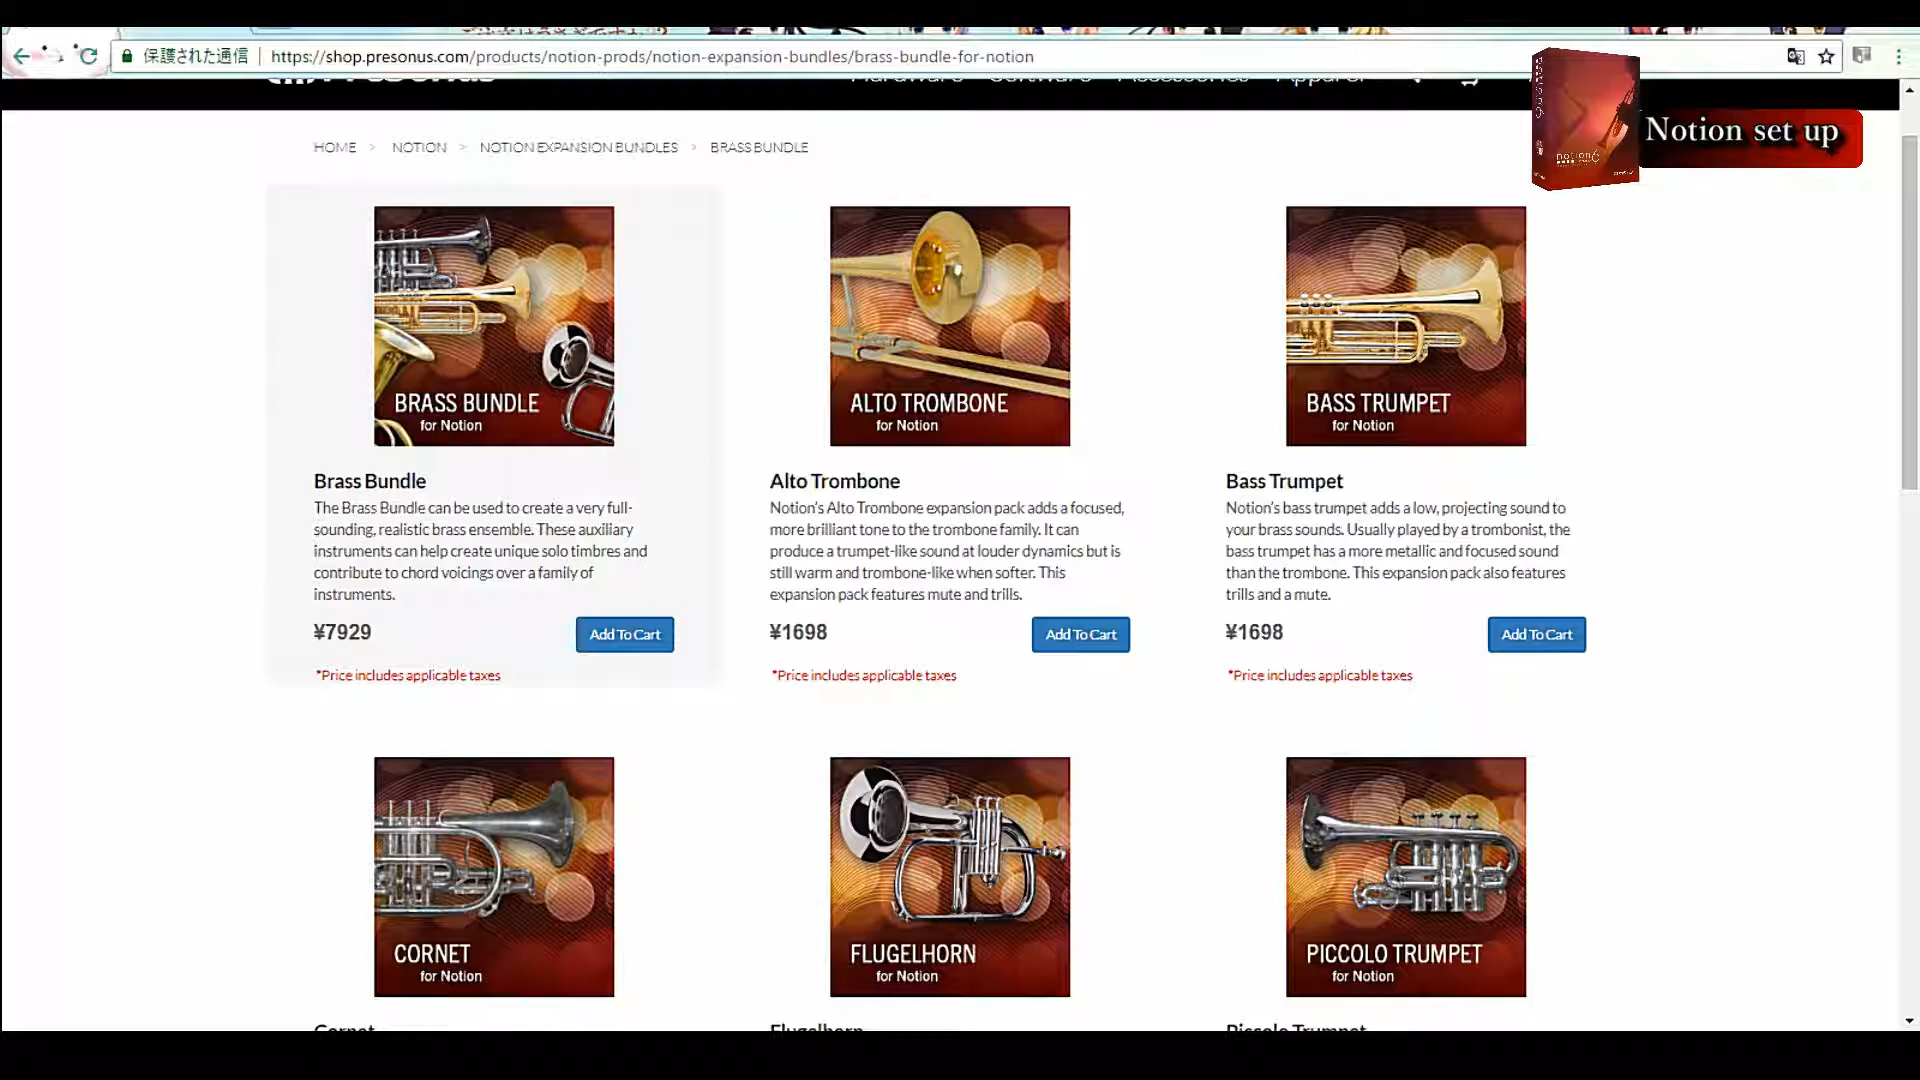 保護された通信
https://shop.presonus.com/products/notion-prods/notion-expansion-bundles/brass-bundle-for-notion
Notion set up
notion6
HOME > NOTION > NOTION EXPANSION BUNDLES > BRASS BUNDLE
BRASS BUNDLE
for Notion
ALTO TROMBONE
for Notion
BASS TRUMPET
for Notion
Brass Bundle
The Brass Bundle can be used to create a very full-
sounding, realistic brass ensemble. These auxiliary
instruments can help create unique solo timbres and
contribute to chord voicings over a family of
instruments.
¥7929
Add To Cart
*Price includes applicable taxes
Alto Trombone
Notion's Alto Trombone expansion pack adds a focused,
more brilliant tone to the trombone family. It can
produce a trumpet-like sound at louder dynamics but is
still warm and trombone-like when softer. This
expansion pack features mute and trills.
¥1698
Add To Cart
*Price includes applicable taxes
Bass Trumpet
Notion's bass trumpet adds a low, projecting sound to
your brass sounds. Usually played by a trombonist, the
bass trumpet has a more metallic and focused sound
than the trombone. This expansion pack also features
trills and a mute.
¥1698
Add To Cart
*Price includes applicable taxes
CORNET
for Notion
FLUGELHORN
for Notion
PICCOLO TRUMPET
for Notion
Cornet
Flugelhorn
Piccolo Trumpet